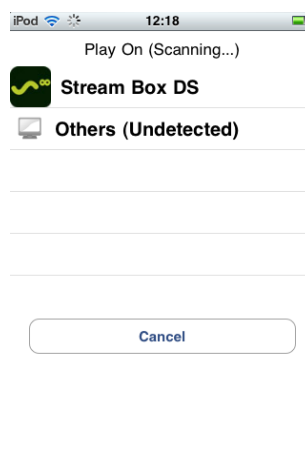 iPod 12:18
Play On (Scanning...)
Stream Box DS
Others (Undetected)
Cancel